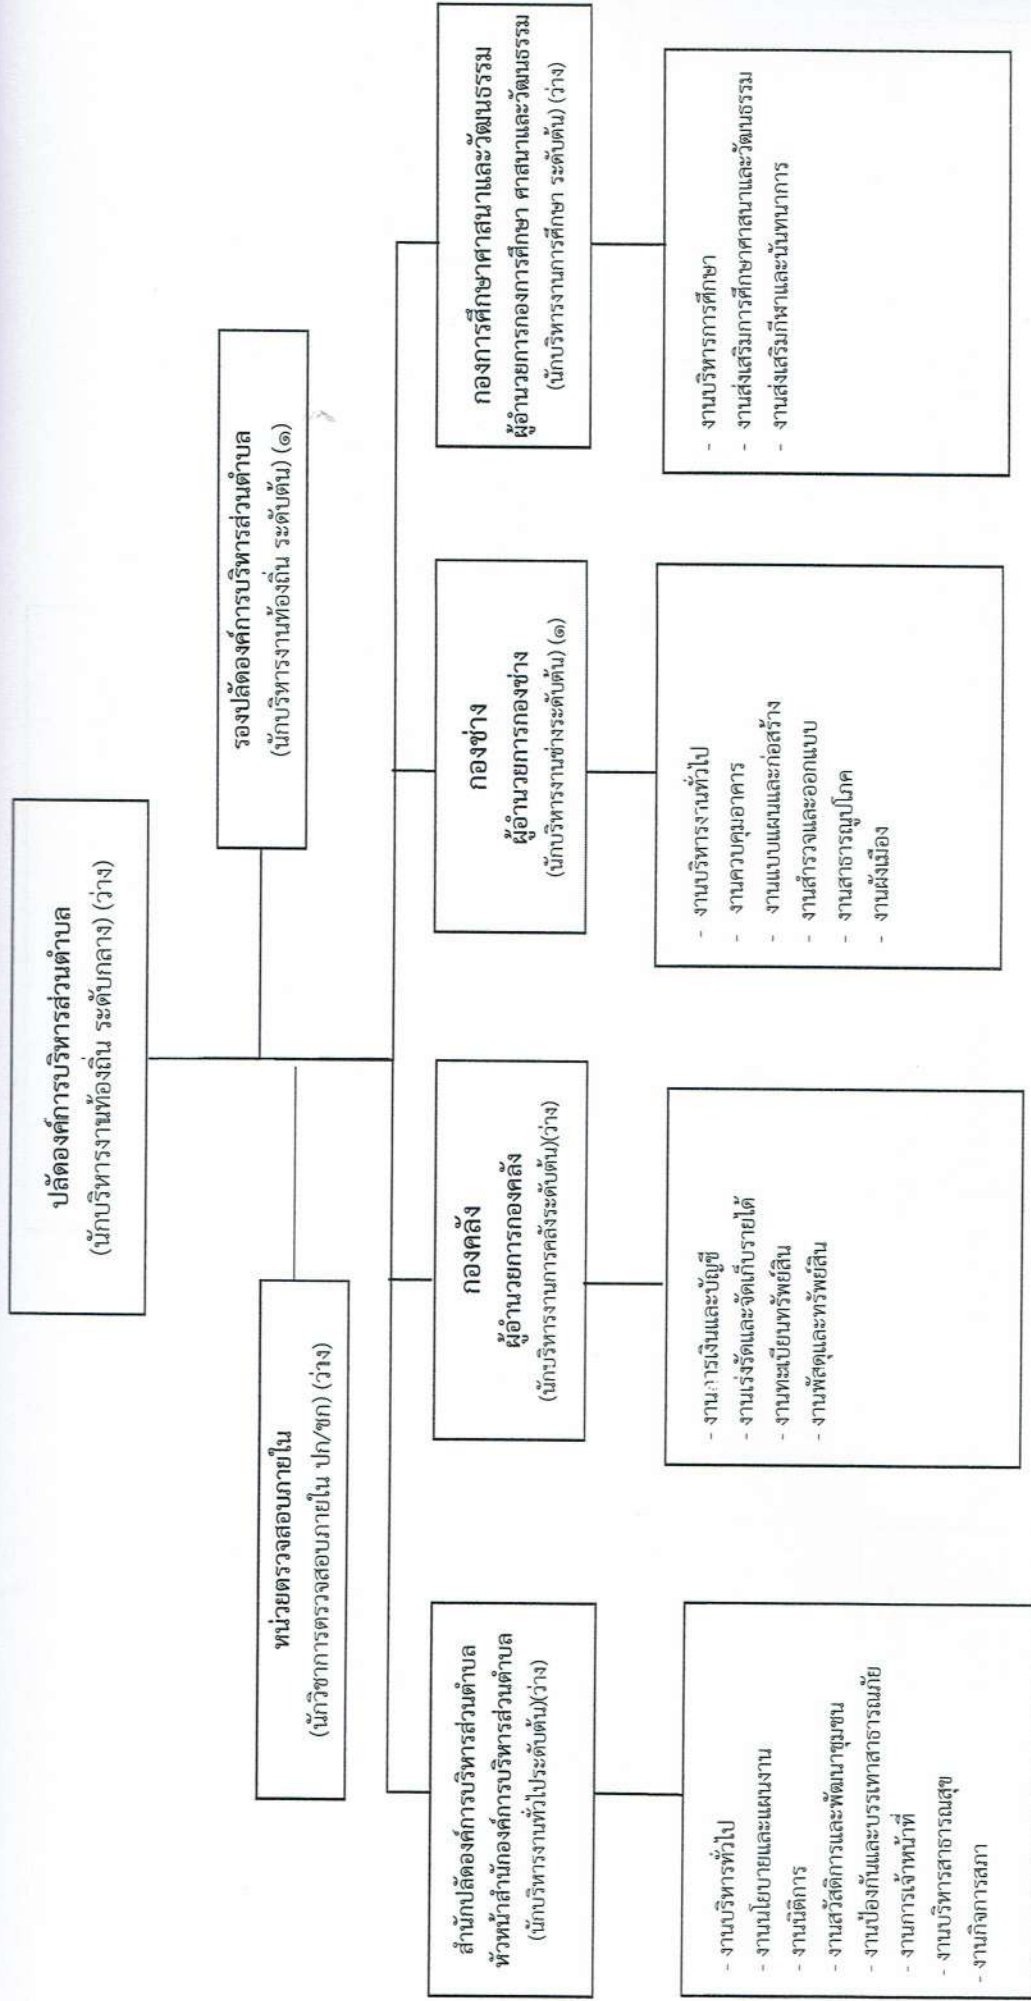 ปลัดองค์การบริหารส่วนตำบล
(นักบริหารงานท้องถิ่น ระดับกลาง) (ว่าง)
รองปลัดองค์การบริหารส่วนตำบล
(นักบริหารงานท้องถิ่น ระดับต้น) (๑)
หน่วยตรวจสอบภายใน
(นักวิชาการตรวจสอบภายใน ปก/ชก) (ว่าง)
สำนักปลัดองค์การบริหารส่วนตำบล
หัวหน้าสำนักองค์การบริหารส่วนตำบล
(นักบริหารงานทั่วไประดับต้น)(ว่าง)
- งานบริหารทั่วไป
- งานนโยบายและแผนงาน
- งานนิติการ
- งานสวัสดิการและพัฒนาชุมชน
- งานป้องกันและบรรเทาสาธารณภัย
- งานการเจ้าหน้าที่
- งานบริหารสาธารณสุข
- งานกิจการสภา
กองคลัง
ผู้อำนวยการกองคลัง
(นักบริหารงานการคลังระดับต้น)(ว่าง)
- งานการเงินและบัญชี
- งานเร่งรัดและจัดเก็บรายได้
- งานทะเบียนทรัพย์สิน
- งานพัสดุและทรัพย์สิน
กองช่าง
ผู้อำนวยการกองช่าง
(นักบริหารงานช่างระดับต้น) (๑)
- งานบริหารงานทั่วไป
- งานควบคุมอาคาร
- งานแบบแผนและก่อสร้าง
- งานสำรวจและออกแบบ
- งานสาธารณูปโภค
- งานผังเมือง
กองการศึกษาศาสนาและวัฒนธรรม
ผู้อำนวยการกองการศึกษา ศาสนาและวัฒนธรรม
(นักบริหารงานการศึกษา ระดับต้น) (ว่าง)
- งานบริหารการศึกษา
- งานส่งเสริมการศึกษาศาสนาและวัฒนธรรม
- งานส่งเสริมกีฬาและนันทนาการ